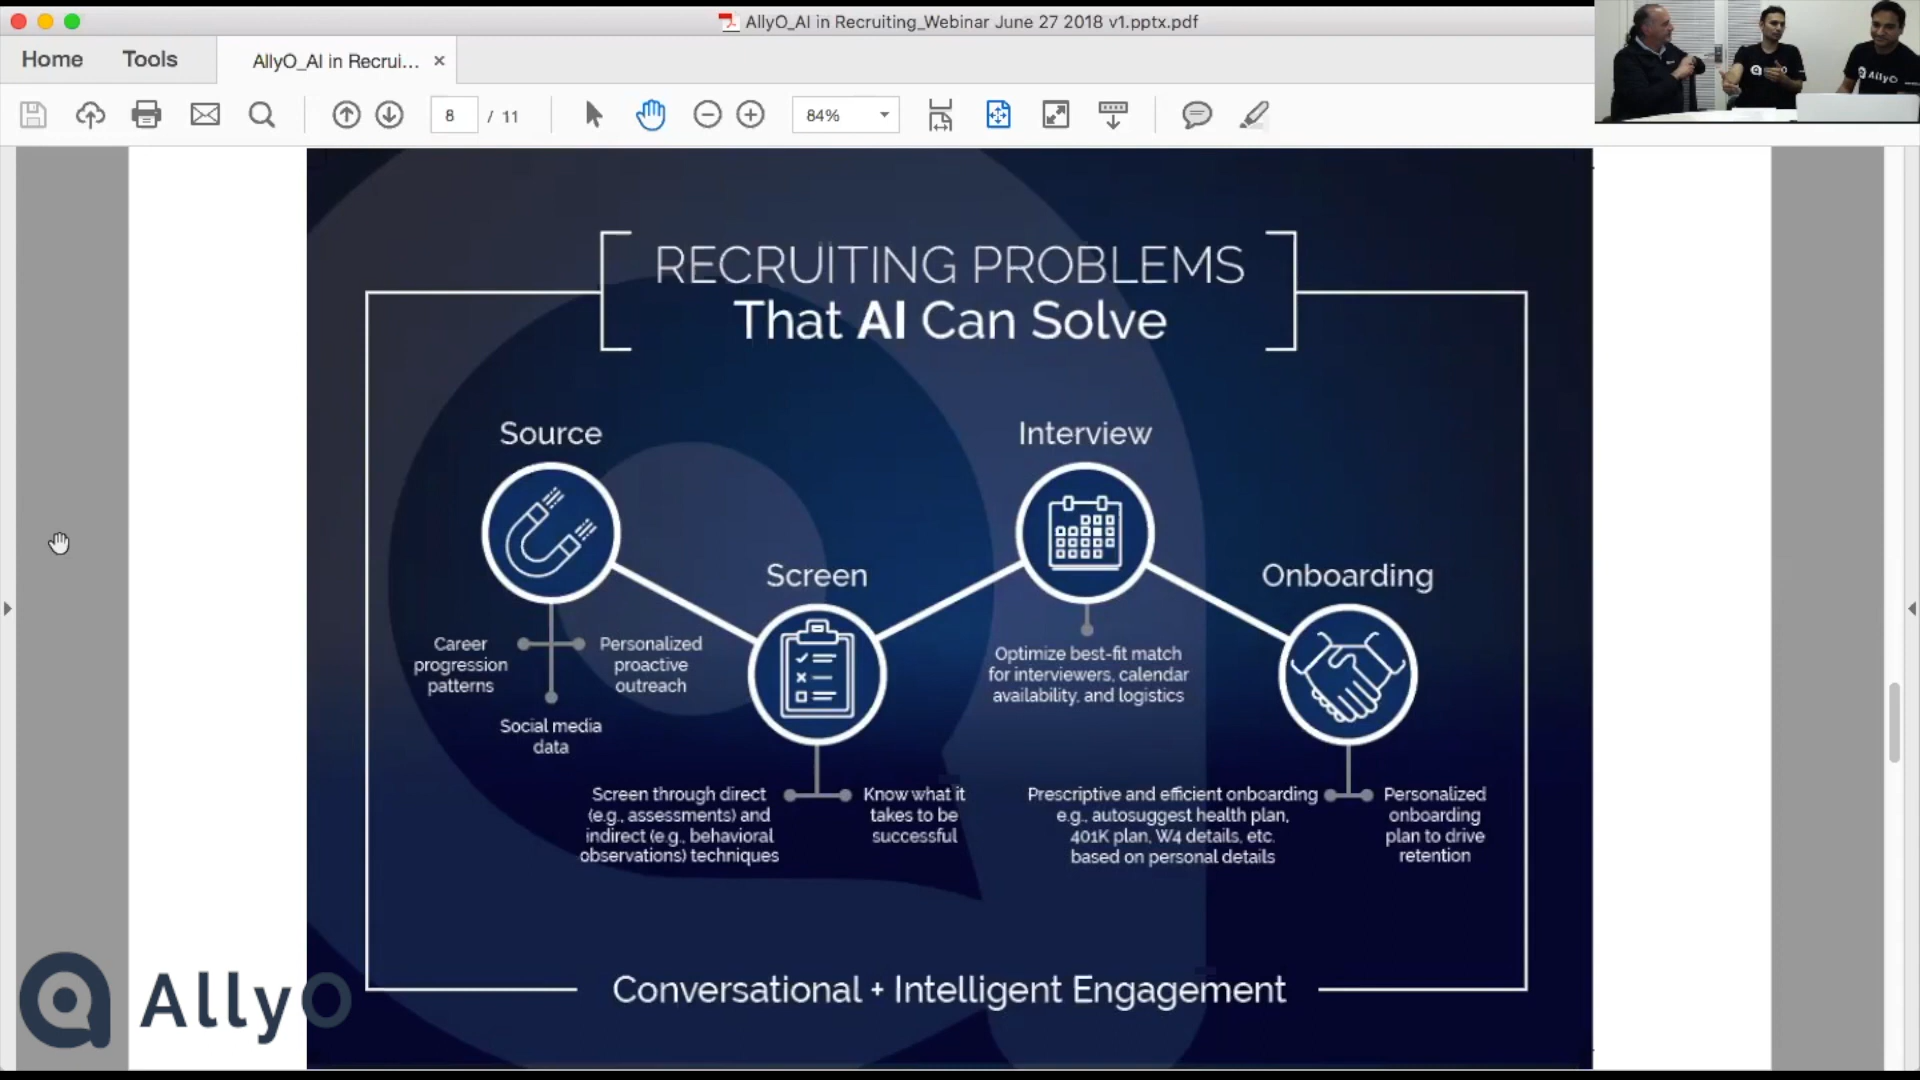 AllyO_AI in Recruiting_Webinar June 27 2018 v1.pptx.pdf
Home
Tools
AllyO_AI in Recrui...
8 / 11
84%
AllyO
RECRUITING PROBLEMS
That AI Can Solve
Source
Career
progression
patterns
Personalized
proactive
outreach
Social media
data
Screen
Screen through direct
(e.g., assessments) and
indirect (e.g., behavioral
observations) techniques
Know what it
takes to be
successful
Interview
Optimize best-fit match
for interviewers, calendar
availability, and logistics
Onboarding
Prescriptive and efficient onboarding
e.g., autosuggest health plan,
401K plan, W4 details, etc.
based on personal details
Personalized
onboarding
plan to drive
retention
Conversational + Intelligent Engagement
AllyO